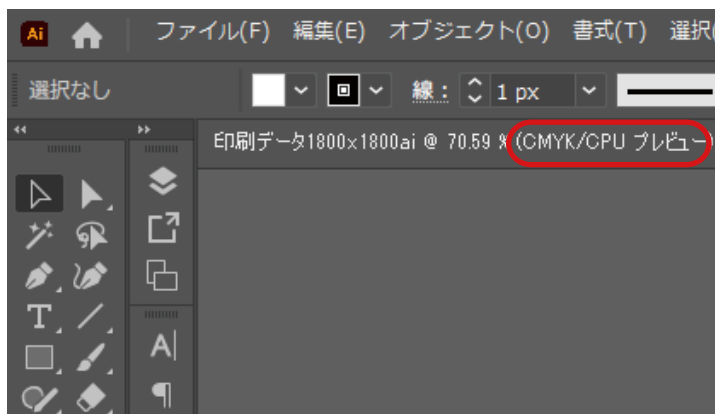 Ai ファイル(F) 編集(E) オブジェクト(O) 書式(T) 選択(
選択なし 線: 1 px
印刷データ1800×1800ai @ 70.59 % (CMYK/CPU プレビュー)
T
A